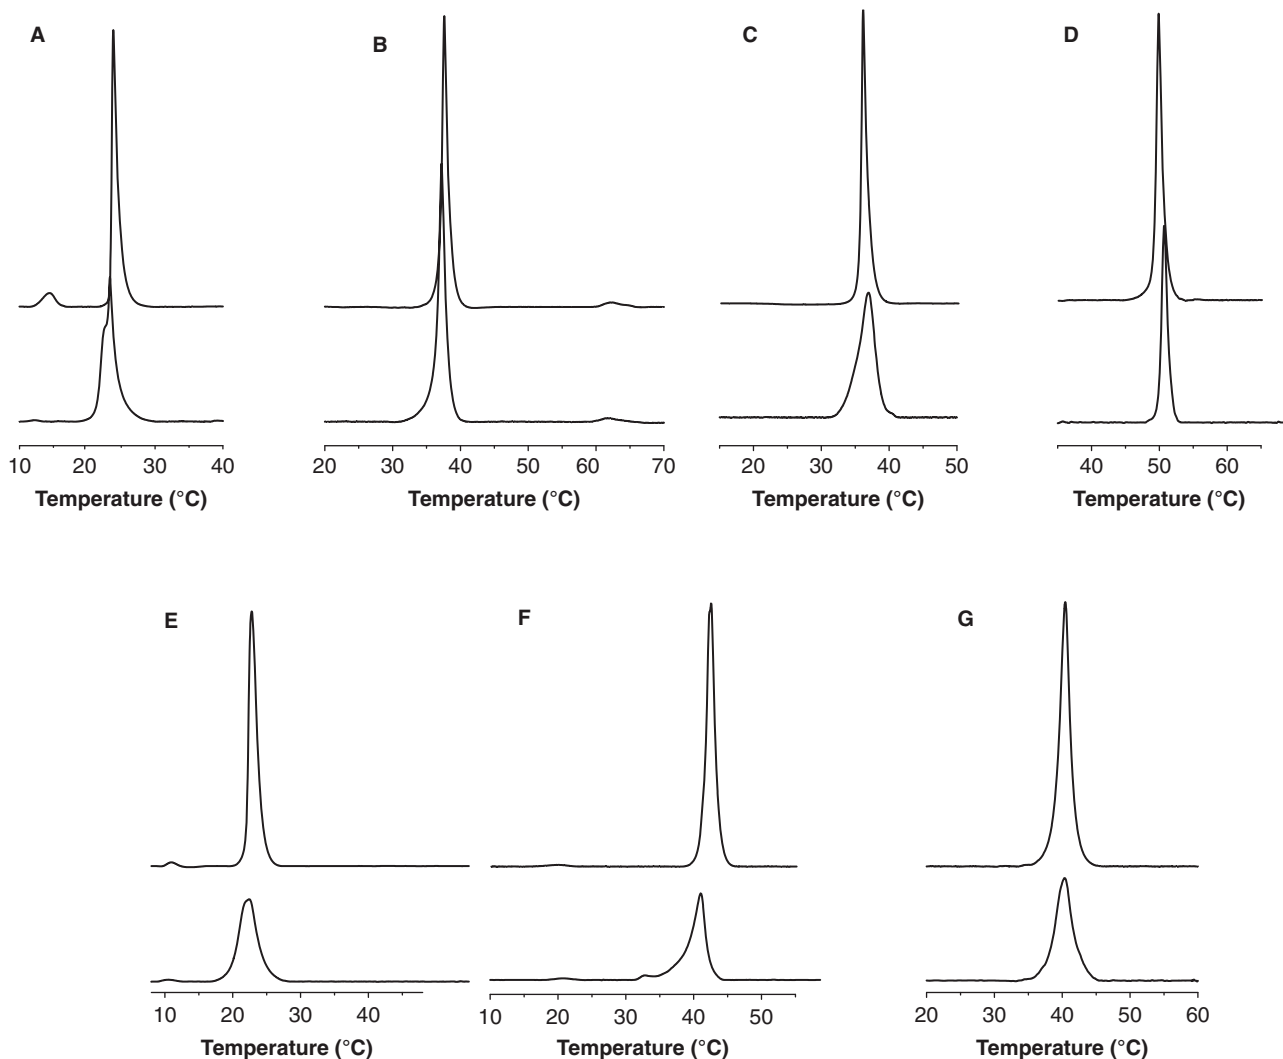 A
B
C
D
10 20 30 40
20 30 40 50 60 70
20 30 40 50
40 50 60
Temperature (°C)
Temperature (°C)
Temperature (°C)
Temperature (°C)
E
F
G
10 20 30 40
10 20 30 40 50
20 30 40 50 60
Temperature (°C)
Temperature (°C)
Temperature (°C)